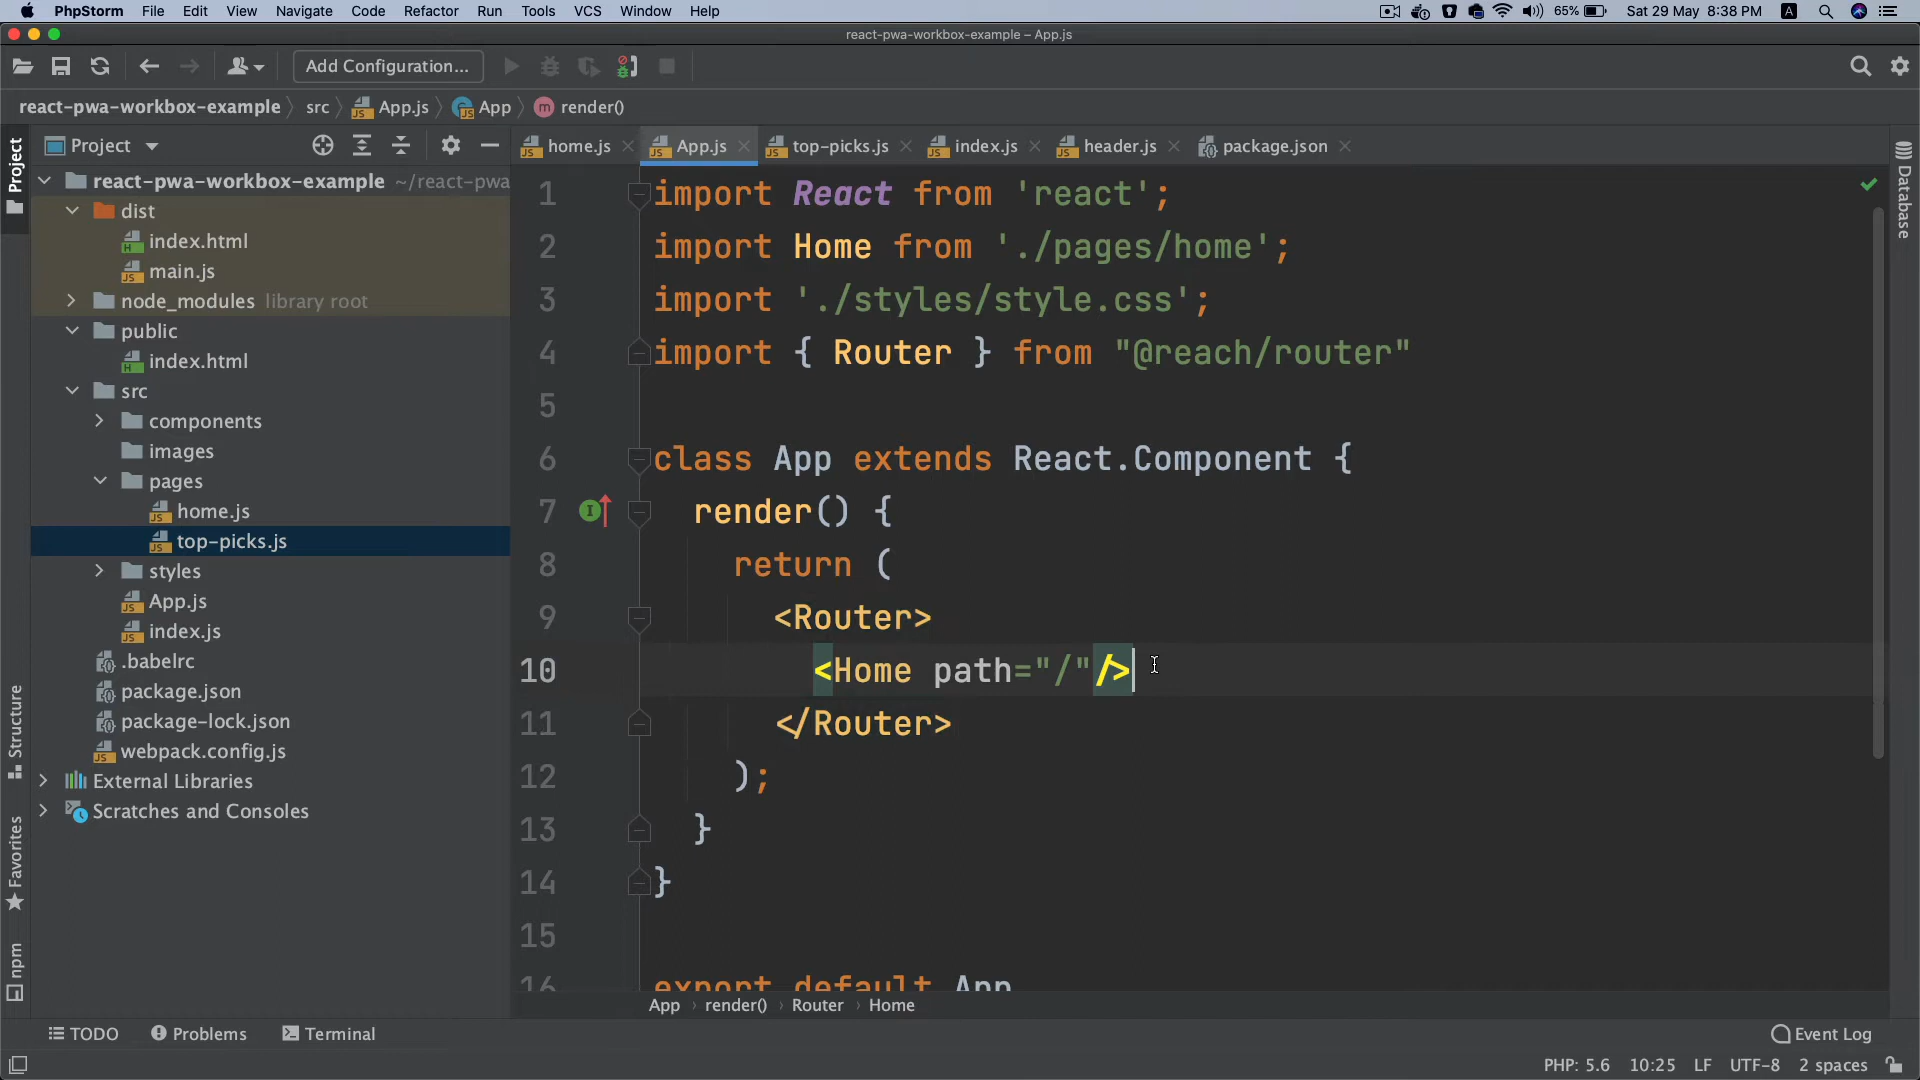 PhpStorm File Edit View Navigate Code Refactor Run Tools VCS Window Help 65% Sat 29 May 8:38 PM A
react-pwa-workbox-example – App.js
Add Configuration...
react-pwa-workbox-example src App.js App render()
Project
home.js App.js top-picks.js index.js header.js package.json
Project
react-pwa-workbox-example ~/react-pwa
dist
index.html
main.js
node_modules library root
public
index.html
src
components
images
pages
home.js
top-picks.js
styles
App.js
index.js
.babelrc
package.json
package-lock.json
webpack.config.js
External Libraries
Scratches and Consoles
Structure
Favorites
npm
1 import React from 'react';
2 import Home from './pages/home';
3 import './styles/style.css';
4 import { Router } from "@reach/router"
5
6 class App extends React.Component {
7 render() {
8 return (
9 <Router>
10 <Home path="/"/>
11 </Router>
12 );
13 }
14 }
15
16 export default App
Database
App render() Router Home
TODO Problems Terminal Event Log
PHP: 5.6 10:25 LF UTF-8 2 spaces